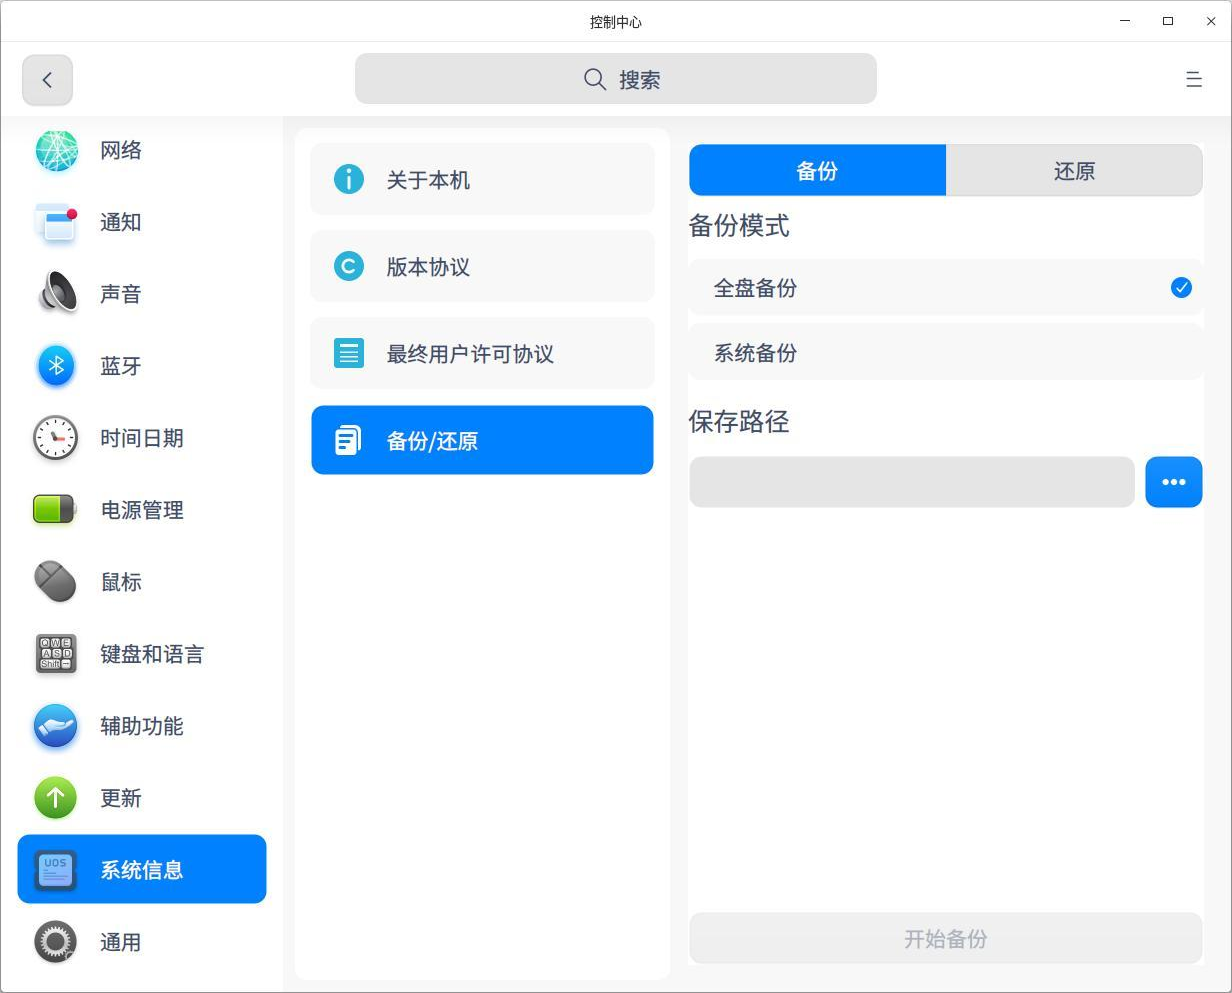 控制中心
搜索
网络
通知
声音
蓝牙
时间日期
电源管理
鼠标
键盘和语言
辅助功能
更新
UOS
系统信息
通用
关于本机
版本协议
最终用户许可协议
备份/还原
备份
还原
备份模式
全盘备份
系统备份
保存路径
开始备份